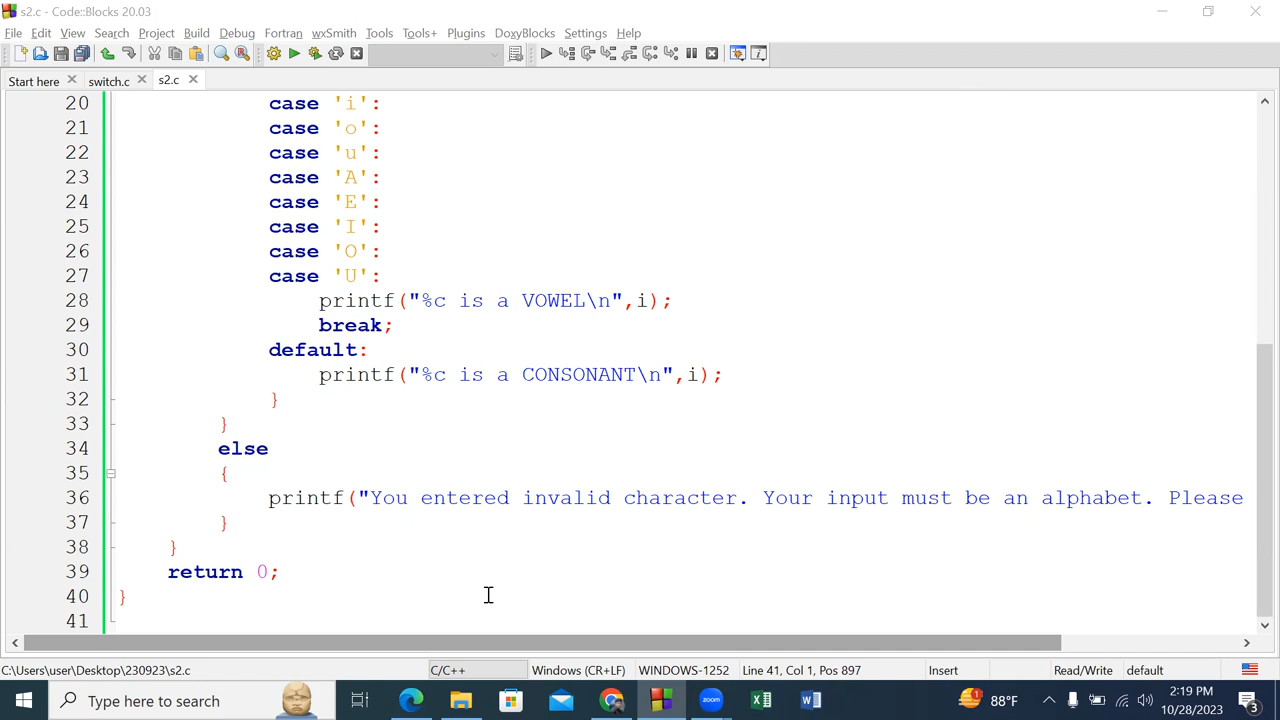 s2.c - Code::Blocks 20.03
File Edit View Search Project Build Debug Fortran wxSmith Tools Tools+ Plugins DoxyBlocks Settings Help
Start here switch.c s2.c
20 case 'i':
21 case 'o':
22 case 'u':
23 case 'A':
24 case 'E':
25 case 'I':
26 case 'O':
27 case 'U':
28 printf("%c is a VOWEL\n",i);
29 break;
30 default:
31 printf("%c is a CONSONANT\n",i);
32 }
33 }
34 else
35 {
36 printf("You entered invalid character. Your input must be an alphabet. Please
37 }
38 }
39 return 0;
40 }
41
C:\Users\user\Desktop\230923\s2.c C/C++ Windows (CR+LF) WINDOWS-1252 Line 41, Col 1, Pos 897 Insert Read/Write default
Type here to search 1 88°F 2:19 PM
10/28/2023 3